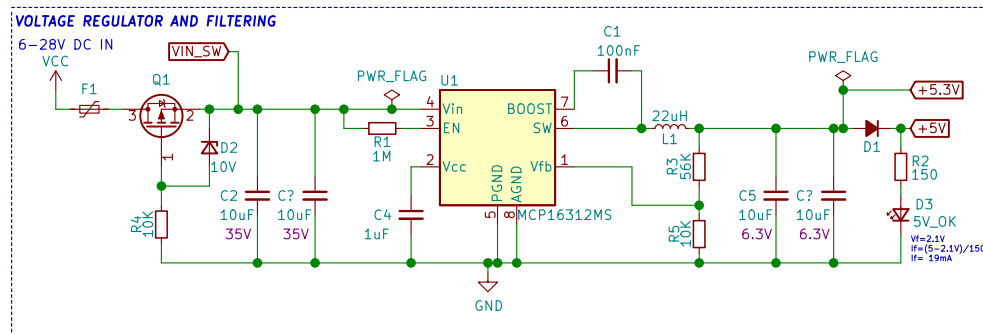 VOLTAGE REGULATOR AND FILTERING
6-28V DC IN
VCC
F1
Q1
3
2
1
VIN_SW
D2
10V
R4
10K
C2
10uF
35V
C?
10uF
35V
PWR_FLAG
R1
1M
C4
1uF
U1
4
Vin
3
EN
2
Vcc
BOOST
7
SW
6
Vfb
1
PGND
AGND
5
8
MCP16312MS
C1
100nF
22uH
L1
R3
56K
R5
10K
GND
C5
10uF
6.3V
C?
10uF
6.3V
PWR_FLAG
+5.3V
+5V
D1
R2
150
D3
5V_OK
Vf=2.1V
If=(5-2.1V)/150
If= 19mA